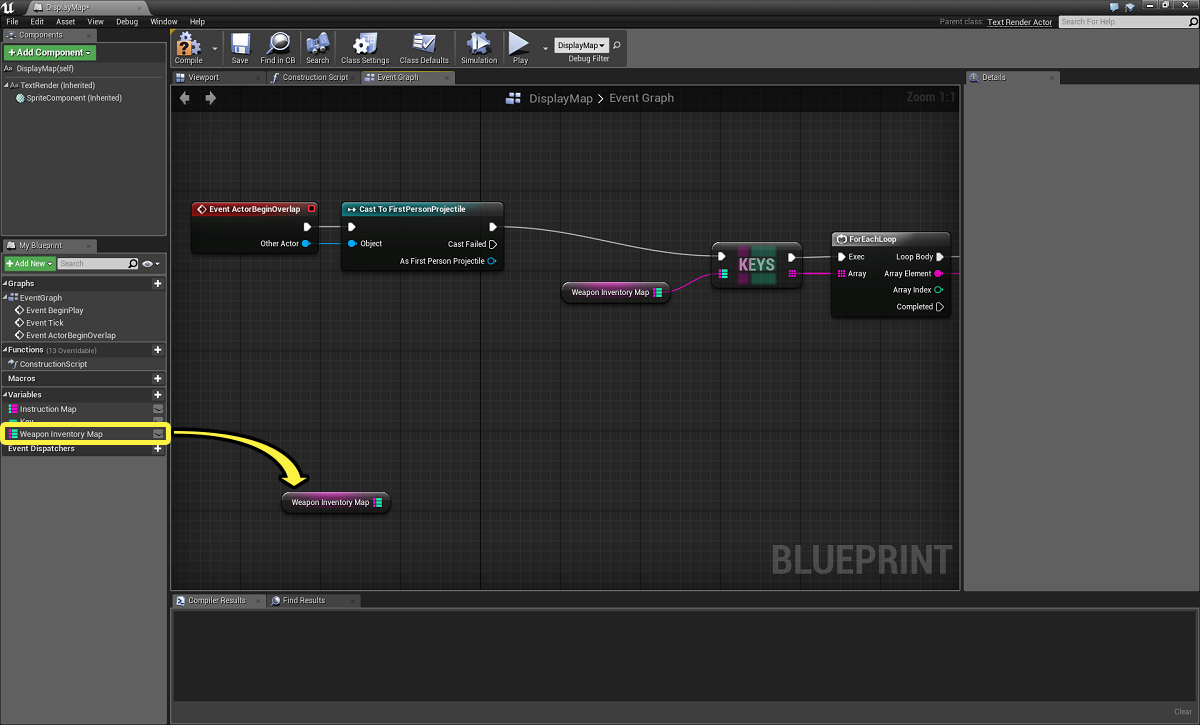 DisplayMap*
File Edit Asset View Debug Window Help
Parent class: Text Render Actor Search For Help
Components
+Add Component
DisplayMap(self)
TextRender (Inherited)
SpriteComponent (Inherited)
Compile
Save
Find in CB
Search
Class Settings
Class Defaults
Simulation
Play
DisplayMap
Debug Filter
Viewport
Construction Script
Event Graph
Details
DisplayMap > Event Graph
Zoom 1:1
Event ActorBeginOverlap
Other Actor
Cast To FirstPersonProjectile
Object
Cast Failed
As First Person Projectile
Weapon Inventory Map
KEYS
ForEachLoop
Exec Loop Body
Array Array Element
Array Index
Completed
My Blueprint
+Add New Search
Graphs
EventGraph
Event BeginPlay
Event Tick
Event ActorBeginOverlap
Functions (13 Overridable)
ConstructionScript
Macros
Variables
Instruction Map
Weapon Inventory Map
Event Dispatchers
Weapon Inventory Map
BLUEPRINT
Compiler Results
Find Results
Clear